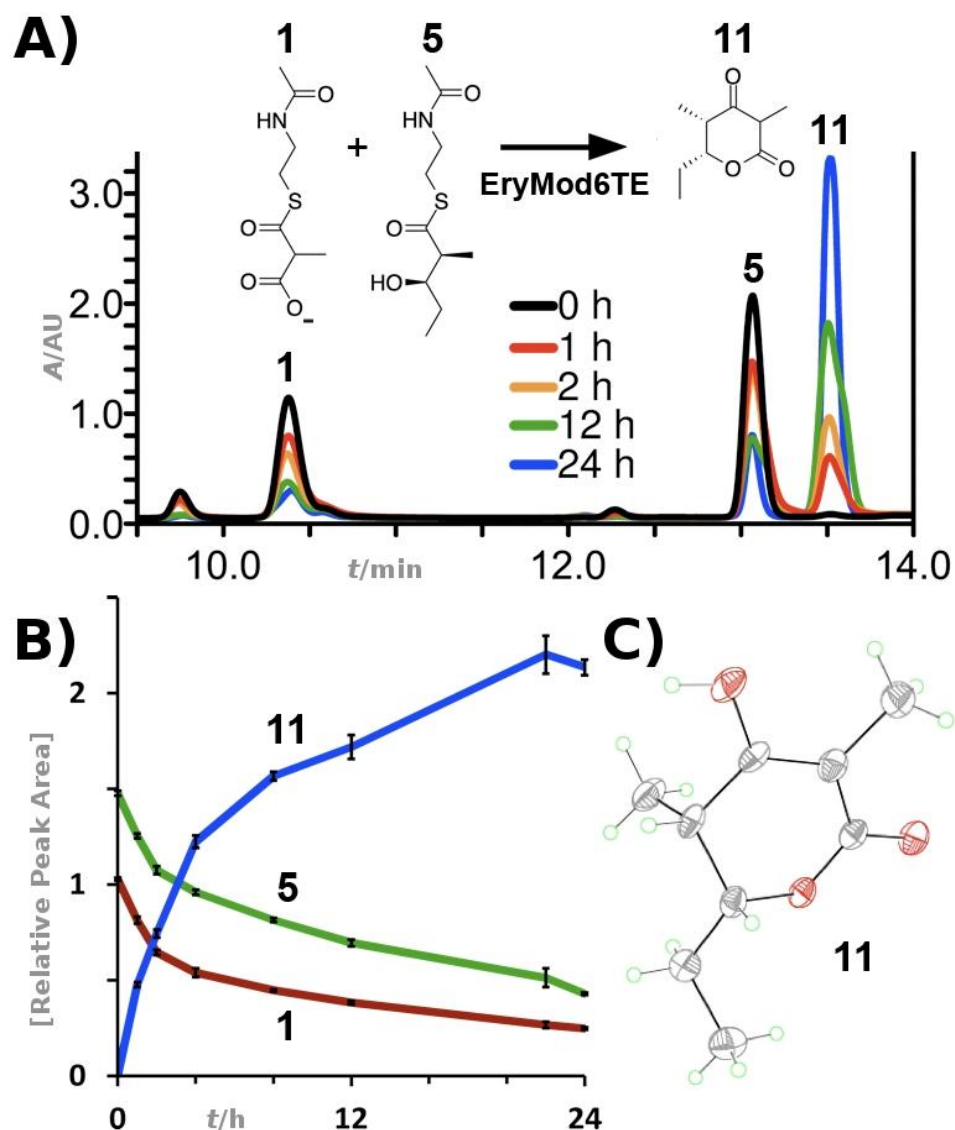 A)
1
5
11
O
O
O
HN
HN
+
EryMod6TE
S
S
O
O
O
O
HO
O
O
−
11
5
1
0 h
1 h
2 h
12 h
24 h
A/AU
3.0
2.0
1.0
0.0
10.0
t/min
12.0
14.0
B)
[Relative Peak Area]
2
1
0
11
5
1
0
t/h
12
24
C)
11